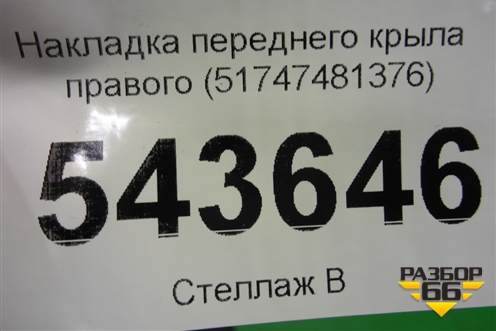 Накладка переднего крыла
правого (51747481376)
543646
Стеллаж В
РАЗБОР
66